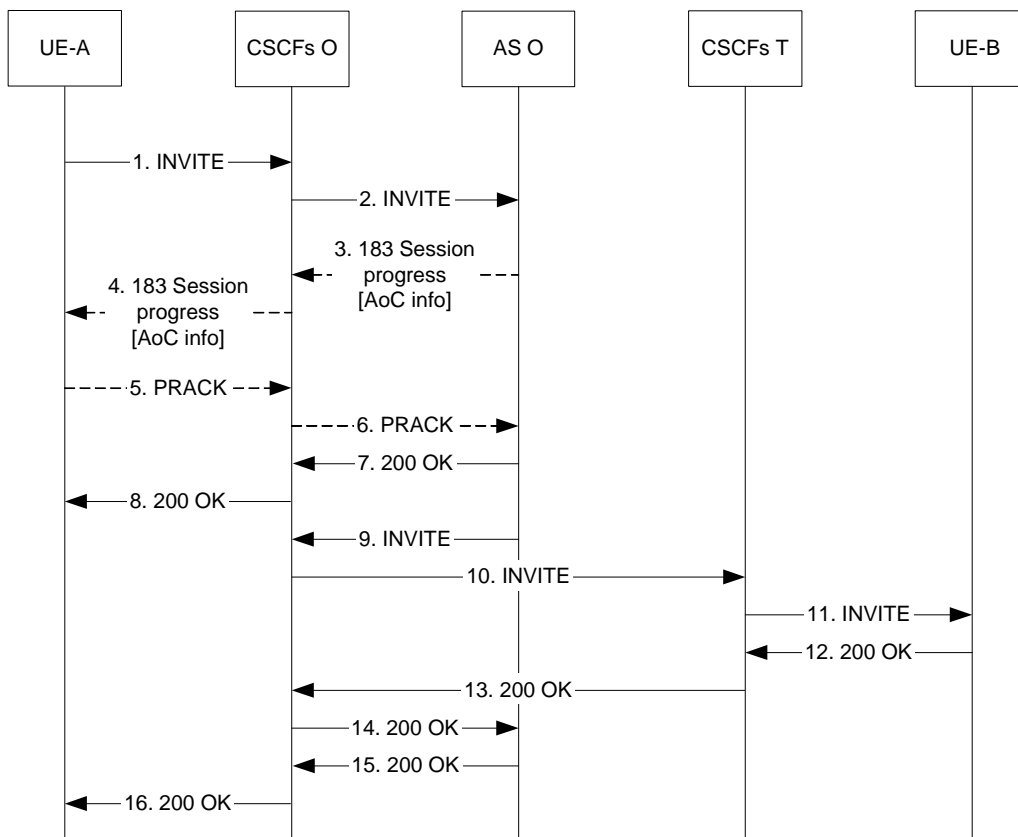 UE-A
CSCFs O
AS O
CSCFs T
UE-B
1. INVITE
2. INVITE
3. 183 Session
progress
[AoC info]
4. 183 Session
progress
[AoC info]
5. PRACK
6. PRACK
7. 200 OK
8. 200 OK
9. INVITE
10. INVITE
11. INVITE
12. 200 OK
13. 200 OK
14. 200 OK
15. 200 OK
16. 200 OK